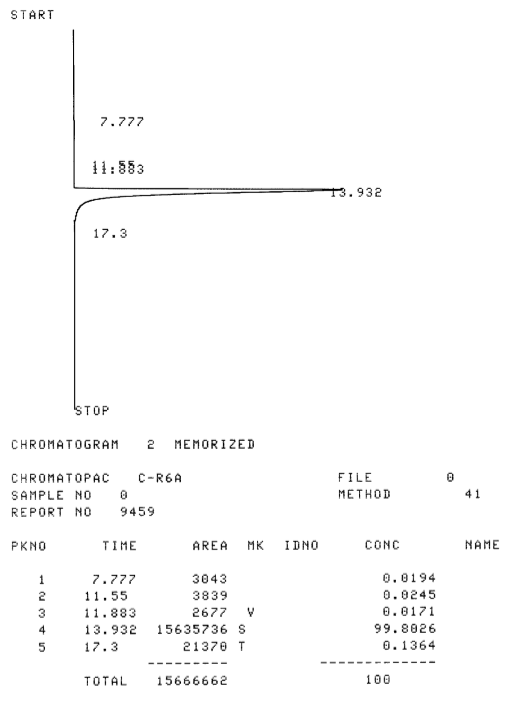 START
7.777
11.55
11.883
13.932
17.3
STOP
CHROMATOGRAM 2 MEMORIZED
CHROMATOPAC C-R6A FILE 0
SAMPLE NO 0 METHOD 41
REPORT NO 9459
PKNO TIME AREA MK IDNO CONC NAME
1 7.777 3043 0.0194
2 11.55 3839 0.0245
3 11.883 2677 V 0.0171
4 13.932 15635736 S 99.8026
5 17.3 21370 T 0.1364
--------- -------------
TOTAL 15666662 100